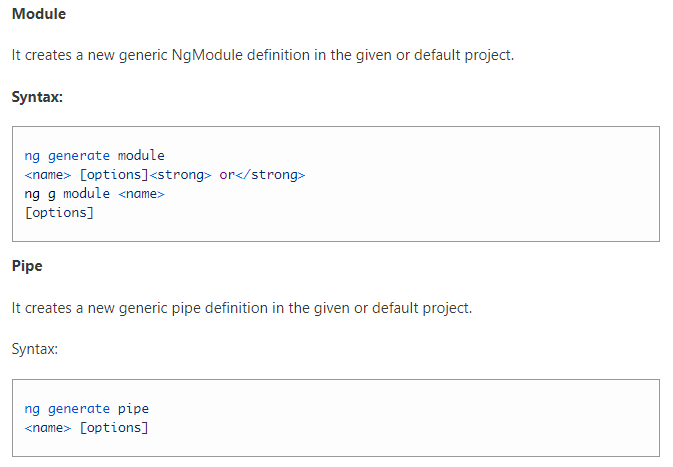 Module
It creates a new generic NgModule definition in the given or default project.
Syntax:
ng generate module
<name> [options]<strong> or</strong>
ng g module <name>
[options]
Pipe
It creates a new generic pipe definition in the given or default project.
Syntax:
ng generate pipe
<name> [options]